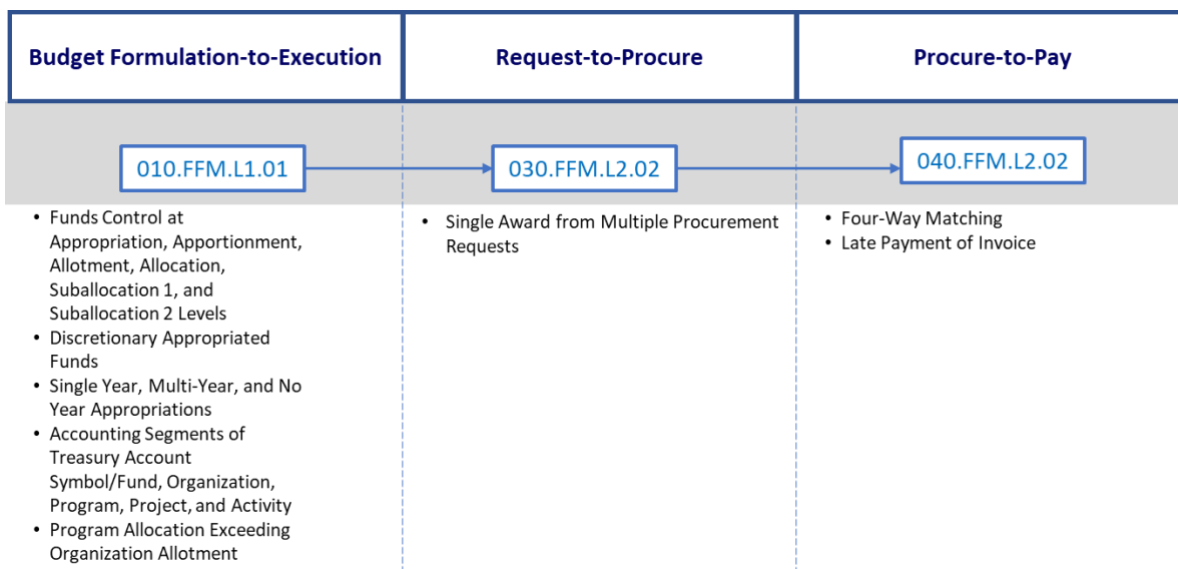 Budget Formulation-to-Execution
Request-to-Procure
Procure-to-Pay
010.FFM.L1.01
030.FFM.L2.02
040.FFM.L2.02
• Funds Control at
Appropriation, Apportionment,
Allotment, Allocation,
Suballocation 1, and
Suballocation 2 Levels
• Discretionary Appropriated
Funds
• Single Year, Multi-Year, and No
Year Appropriations
• Accounting Segments of
Treasury Account
Symbol/Fund, Organization,
Program, Project, and Activity
• Program Allocation Exceeding
Organization Allotment
• Single Award from Multiple Procurement
Requests
• Four-Way Matching
• Late Payment of Invoice